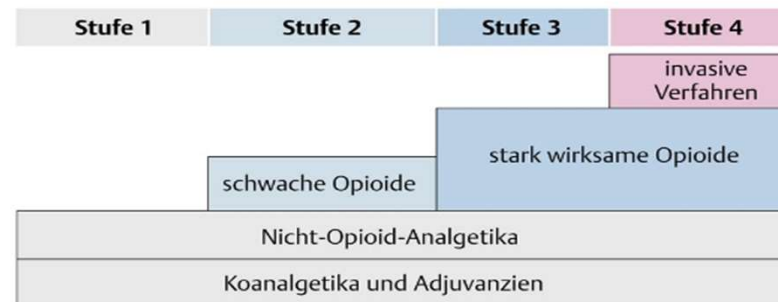 Stufe 1 Stufe 2 Stufe 3 Stufe 4
invasive
Verfahren
stark wirksame Opioide
schwache Opioide
Nicht-Opioid-Analgetika
Koanalgetika und Adjuvanzien